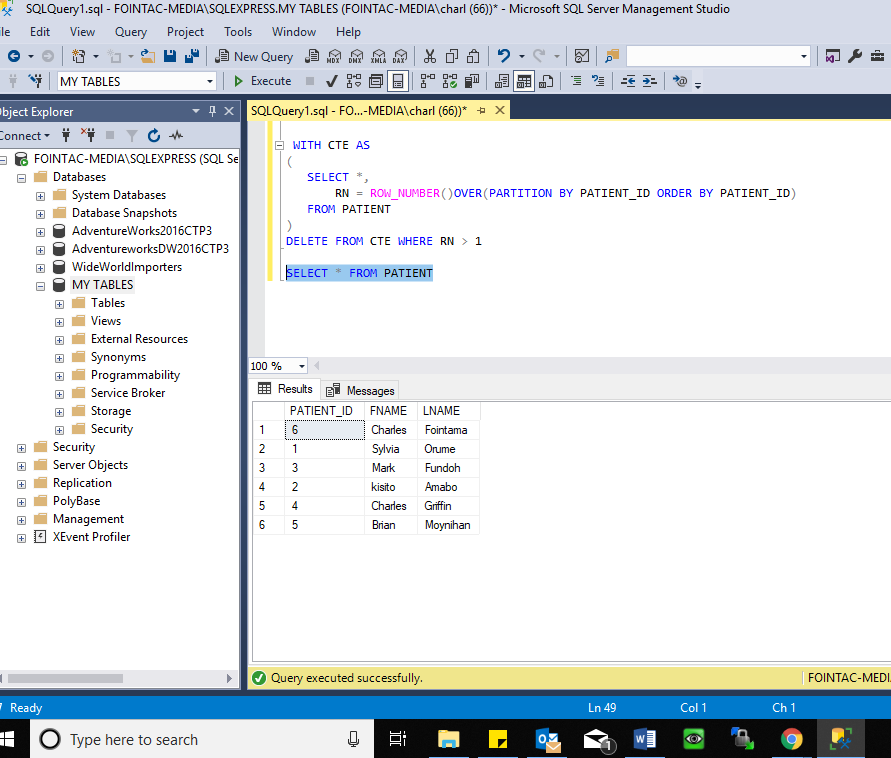 SQLQuery1.sql - FOINTAC-MEDIA\SQLEXPRESS.MY TABLES (FOINTAC-MEDIA\charl (66))* - Microsoft SQL Server Management Studio
ile Edit View Query Project Tools Window Help
New Query MDX DMX XMLA DAX
MY TABLES Execute
bject Explorer
SQLQuery1.sql - FO...-MEDIA\charl (66))*
Connect
FOINTAC-MEDIA\SQLEXPRESS (SQL Se
Databases
System Databases
Database Snapshots
AdventureWorks2016CTP3
AdventureworksDW2016CTP3
WideWorldImporters
MY TABLES
Tables
Views
External Resources
Synonyms
Programmability
Service Broker
Storage
Security
Security
Server Objects
Replication
PolyBase
Management
XEvent Profiler
WITH CTE AS
(
SELECT *,
RN = ROW_NUMBER()OVER(PARTITION BY PATIENT_ID ORDER BY PATIENT_ID)
FROM PATIENT
)
DELETE FROM CTE WHERE RN > 1
SELECT * FROM PATIENT
100 %
Results Messages
PATIENT_ID FNAME LNAME
1 6 Charles Fointama
2 1 Sylvia Orume
3 3 Mark Fundoh
4 2 kisito Amabo
5 4 Charles Griffin
6 5 Brian Moynihan
Query executed successfully. FOINTAC-MEDI
Ready Ln 49 Col 1 Ch 1
Type here to search 1